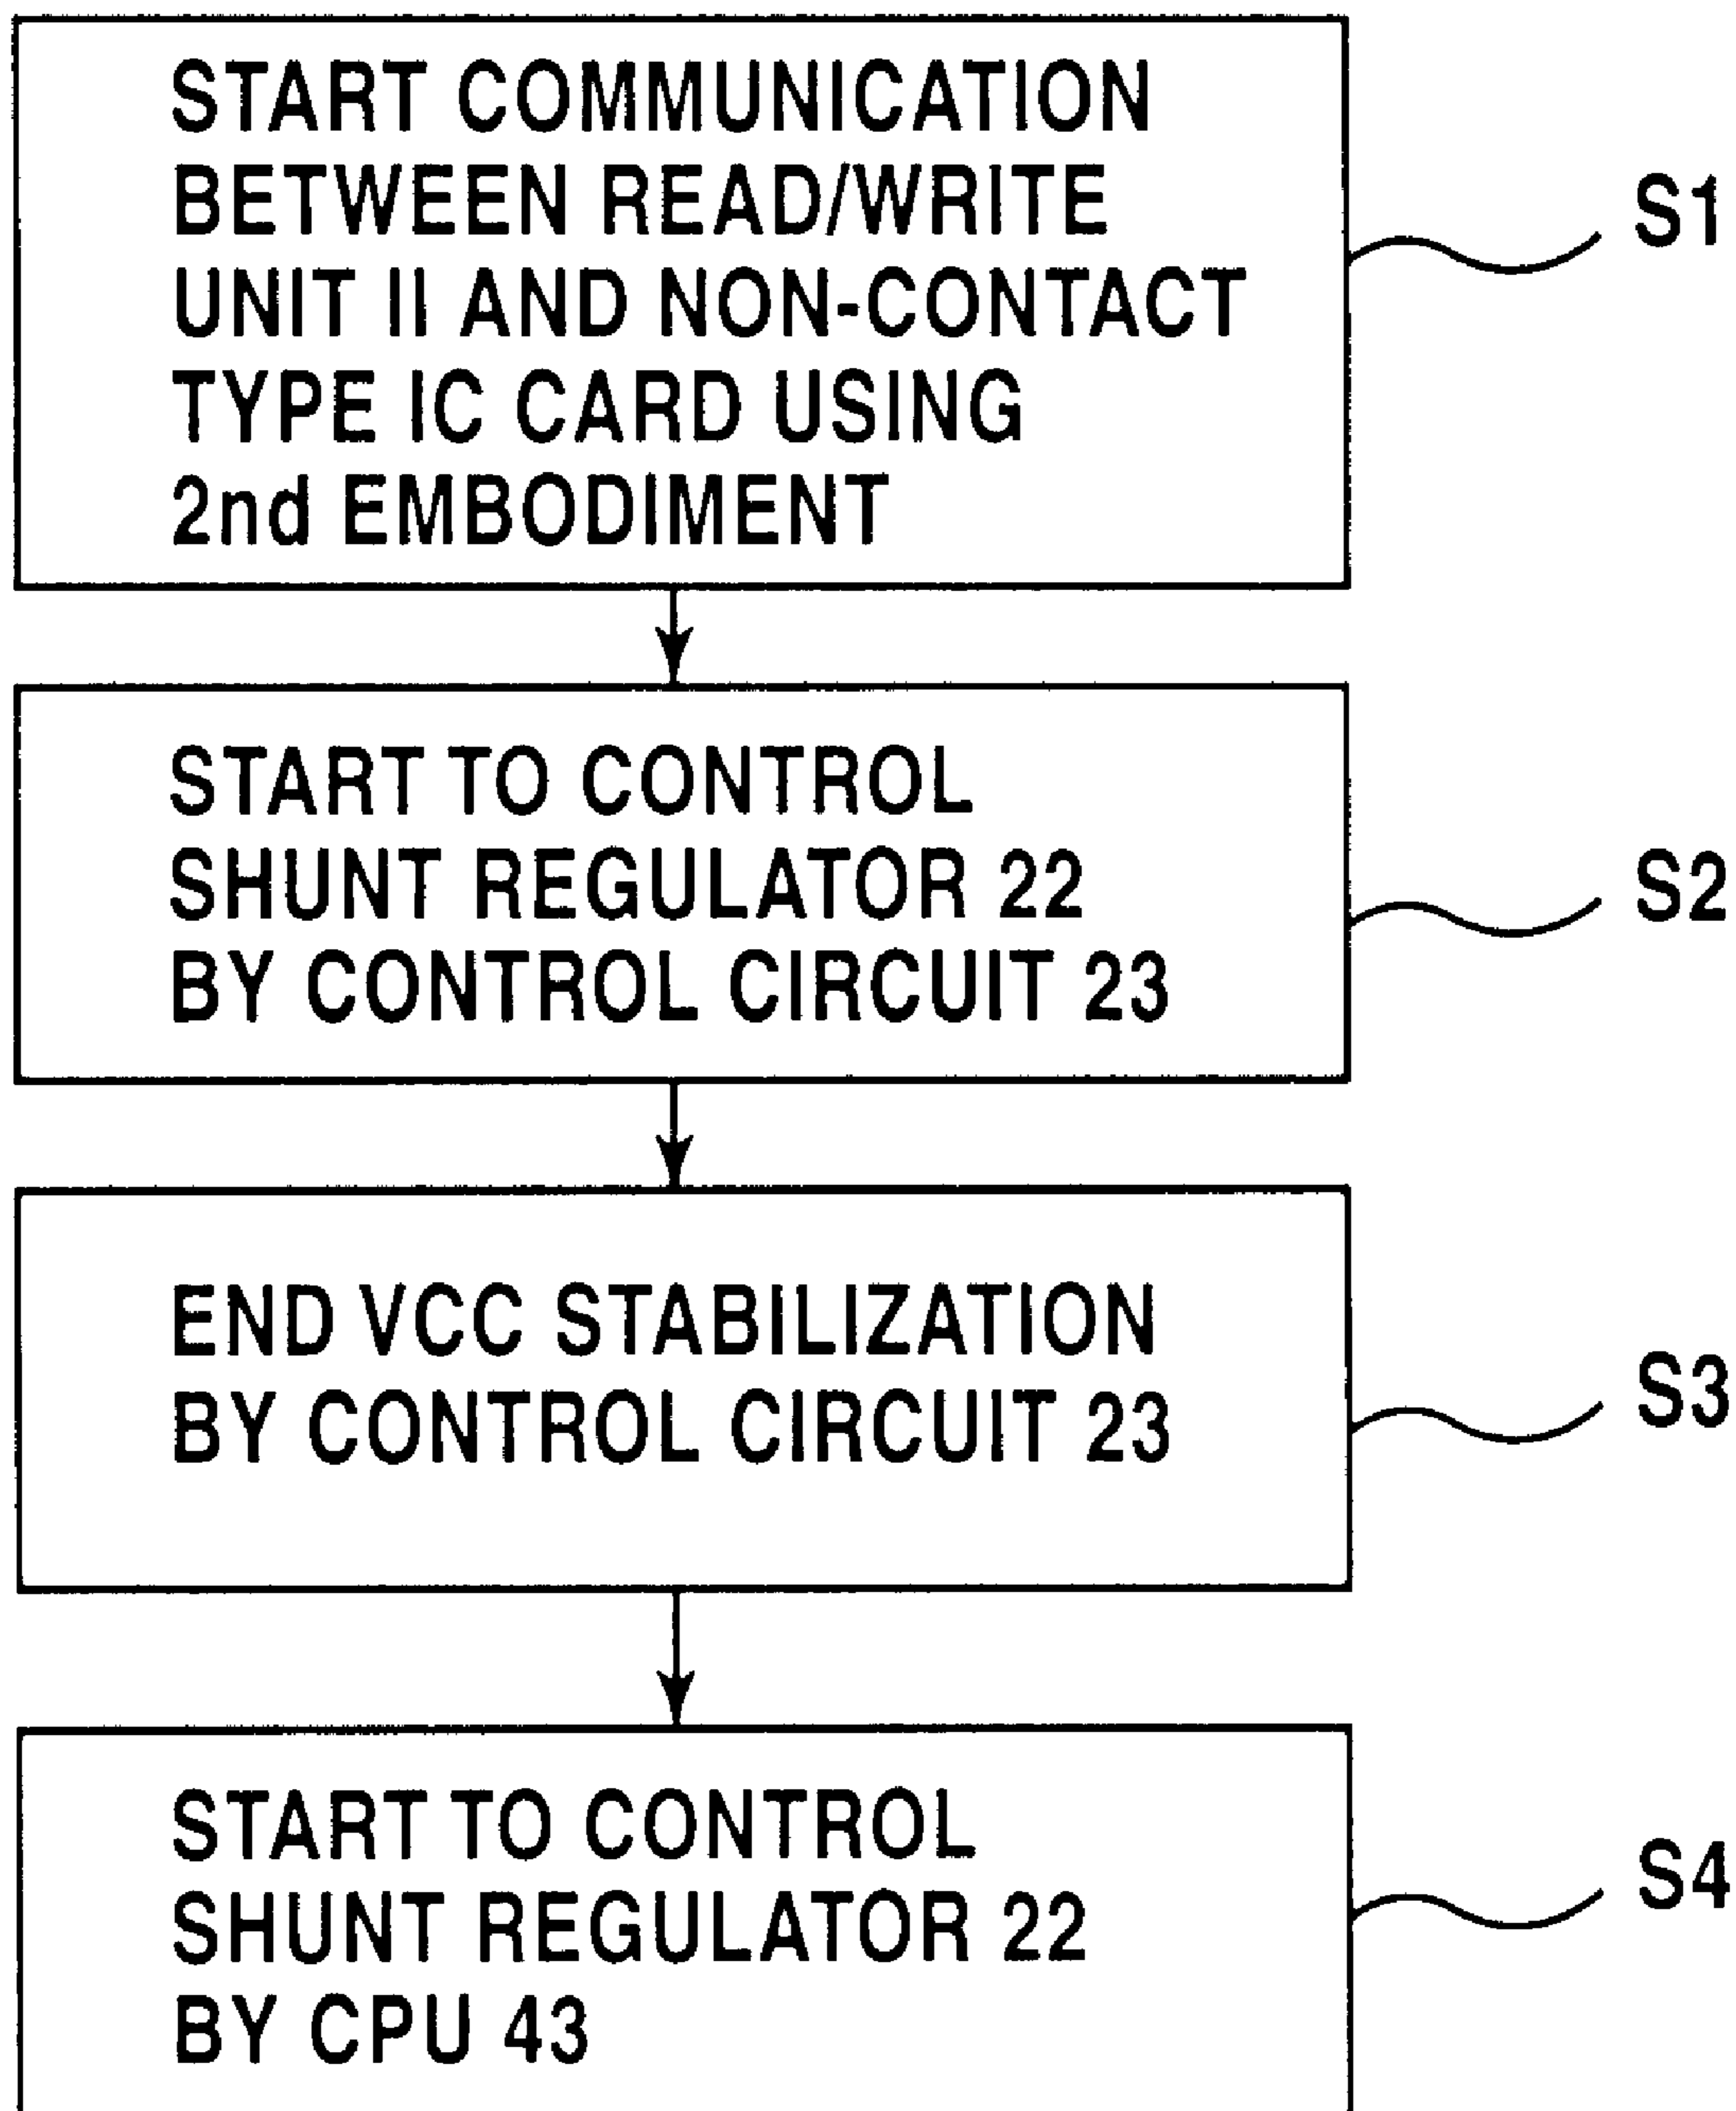 START COMMUNICATION
BETWEEN READ/WRITE
UNIT II AND NON-CONTACT
TYPE IC CARD USING
2nd EMBODIMENT
S1
START TO CONTROL
SHUNT REGULATOR 22
BY CONTROL CIRCUIT 23
S2
END VCC STABILIZATION
BY CONTROL CIRCUIT 23
S3
START TO CONTROL
SHUNT REGULATOR 22
BY CPU 43
S4